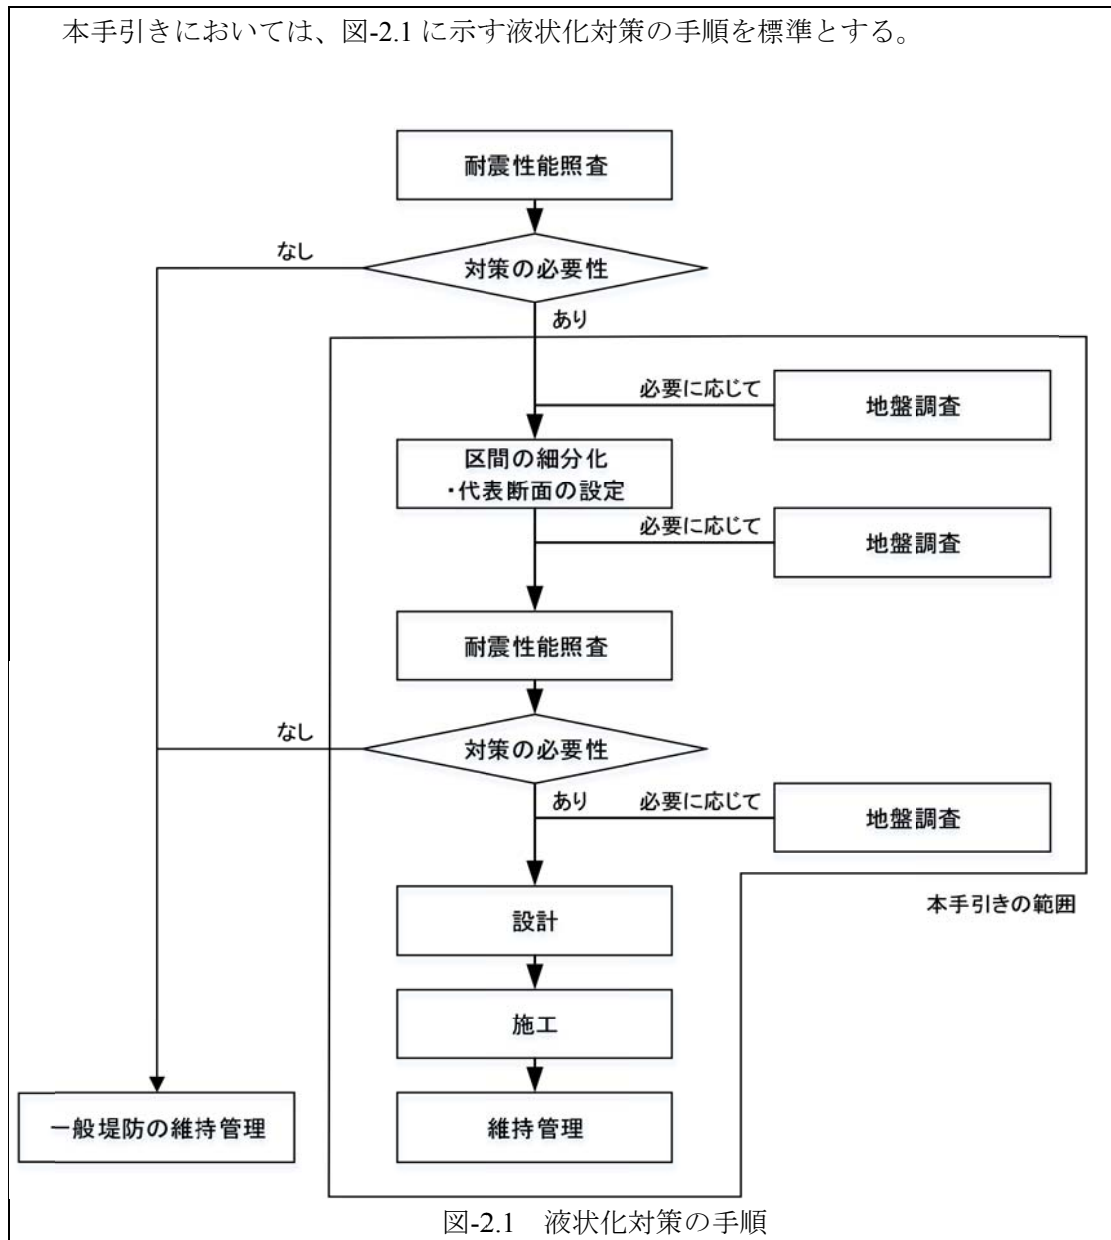 本手引きにおいては、図-2.1 に示す液状化対策の手順を標準とする。
耐震性能照査
対策の必要性
なし
あり
必要に応じて
地盤調査
区間の細分化
・代表断面の設定
必要に応じて
地盤調査
耐震性能照査
なし
対策の必要性
あり
必要に応じて
地盤調査
設計
本手引きの範囲
施工
一般堤防の維持管理
維持管理
図-2.1 液状化対策の手順